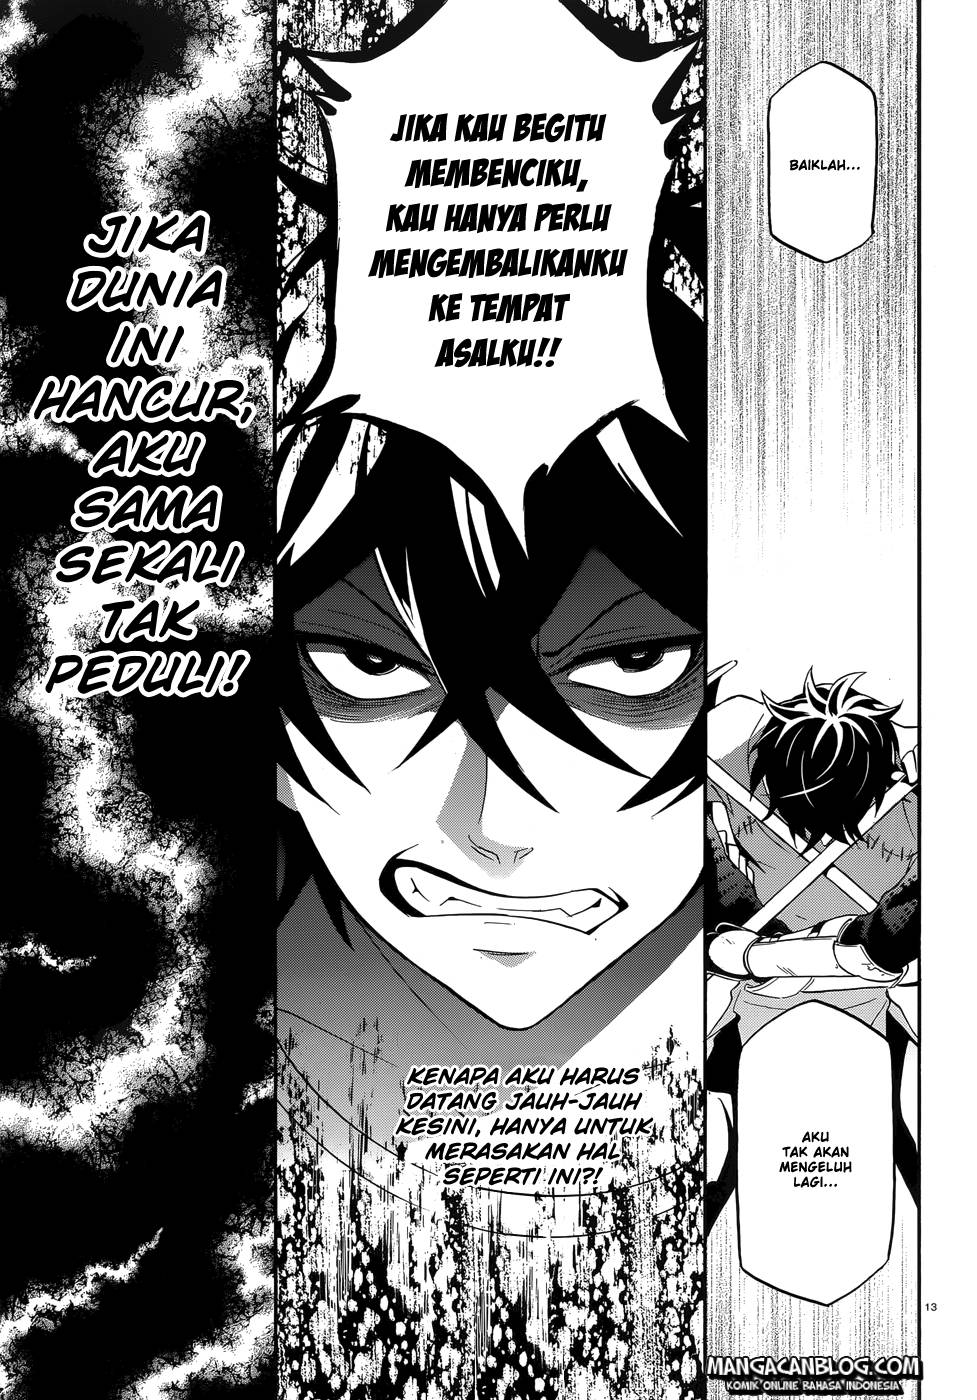 BAIKLAH...
AKU
TAK AKAN
MENGELUH
LAGI...
JIKA KAU BEGITU
MEMBENCIKU,
KAU HANYA PERLU
MENGEMBALIKANKU
KE TEMPAT
ASALKU!!
KENAPA AKU HARUS
DATANG JAUH-JAUH
KESINI, HANYA UNTUK
MERASAKAN HAL
SEPERTI INI?!
JIKA
DUNIA
INI
HANCUR,
AKU
SAMA
SEKALI
TAK
PEDULI!
13
MANGACANBLOG.COM
KOMIK ONLINE BAHASA INDONESIA